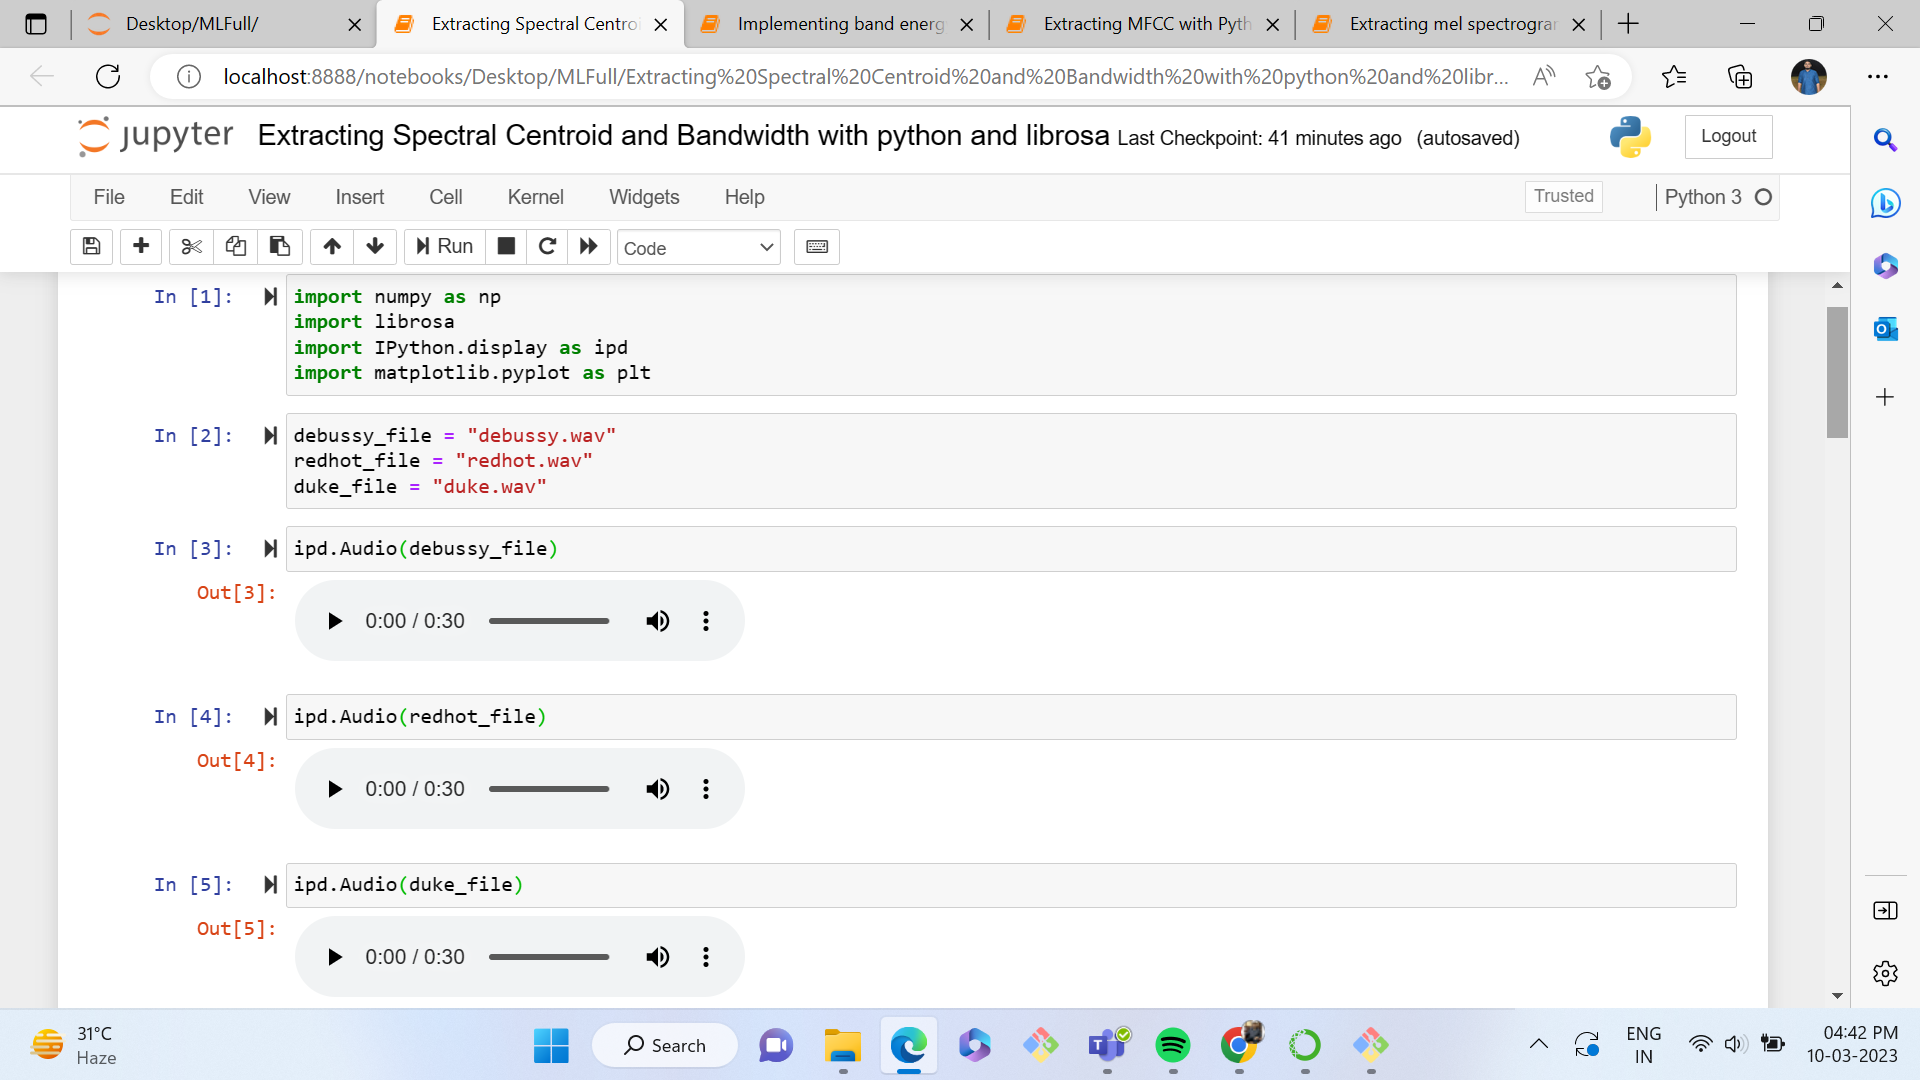 Desktop/MLFull/
Extracting Spectral Centroi
Implementing band energ
Extracting MFCC with Pyth
Extracting mel spectrogra
localhost:8888/notebooks/Desktop/MLFull/Extracting%20Spectral%20Centroid%20and%20Bandwidth%20with%20python%20and%20libr...
jupyter Extracting Spectral Centroid and Bandwidth with python and librosa Last Checkpoint: 41 minutes ago (autosaved)
Logout
File Edit View Insert Cell Kernel Widgets Help
Trusted
Python 3
Run
Code
In [1]:
import numpy as np
import librosa
import IPython.display as ipd
import matplotlib.pyplot as plt
In [2]:
debussy_file = "debussy.wav"
redhot_file = "redhot.wav"
duke_file = "duke.wav"
In [3]:
ipd.Audio(debussy_file)
Out[3]:
0:00 / 0:30
In [4]:
ipd.Audio(redhot_file)
Out[4]:
0:00 / 0:30
In [5]:
ipd.Audio(duke_file)
Out[5]:
0:00 / 0:30
31°C
Haze
Search
ENG
IN
04:42 PM
10-03-2023